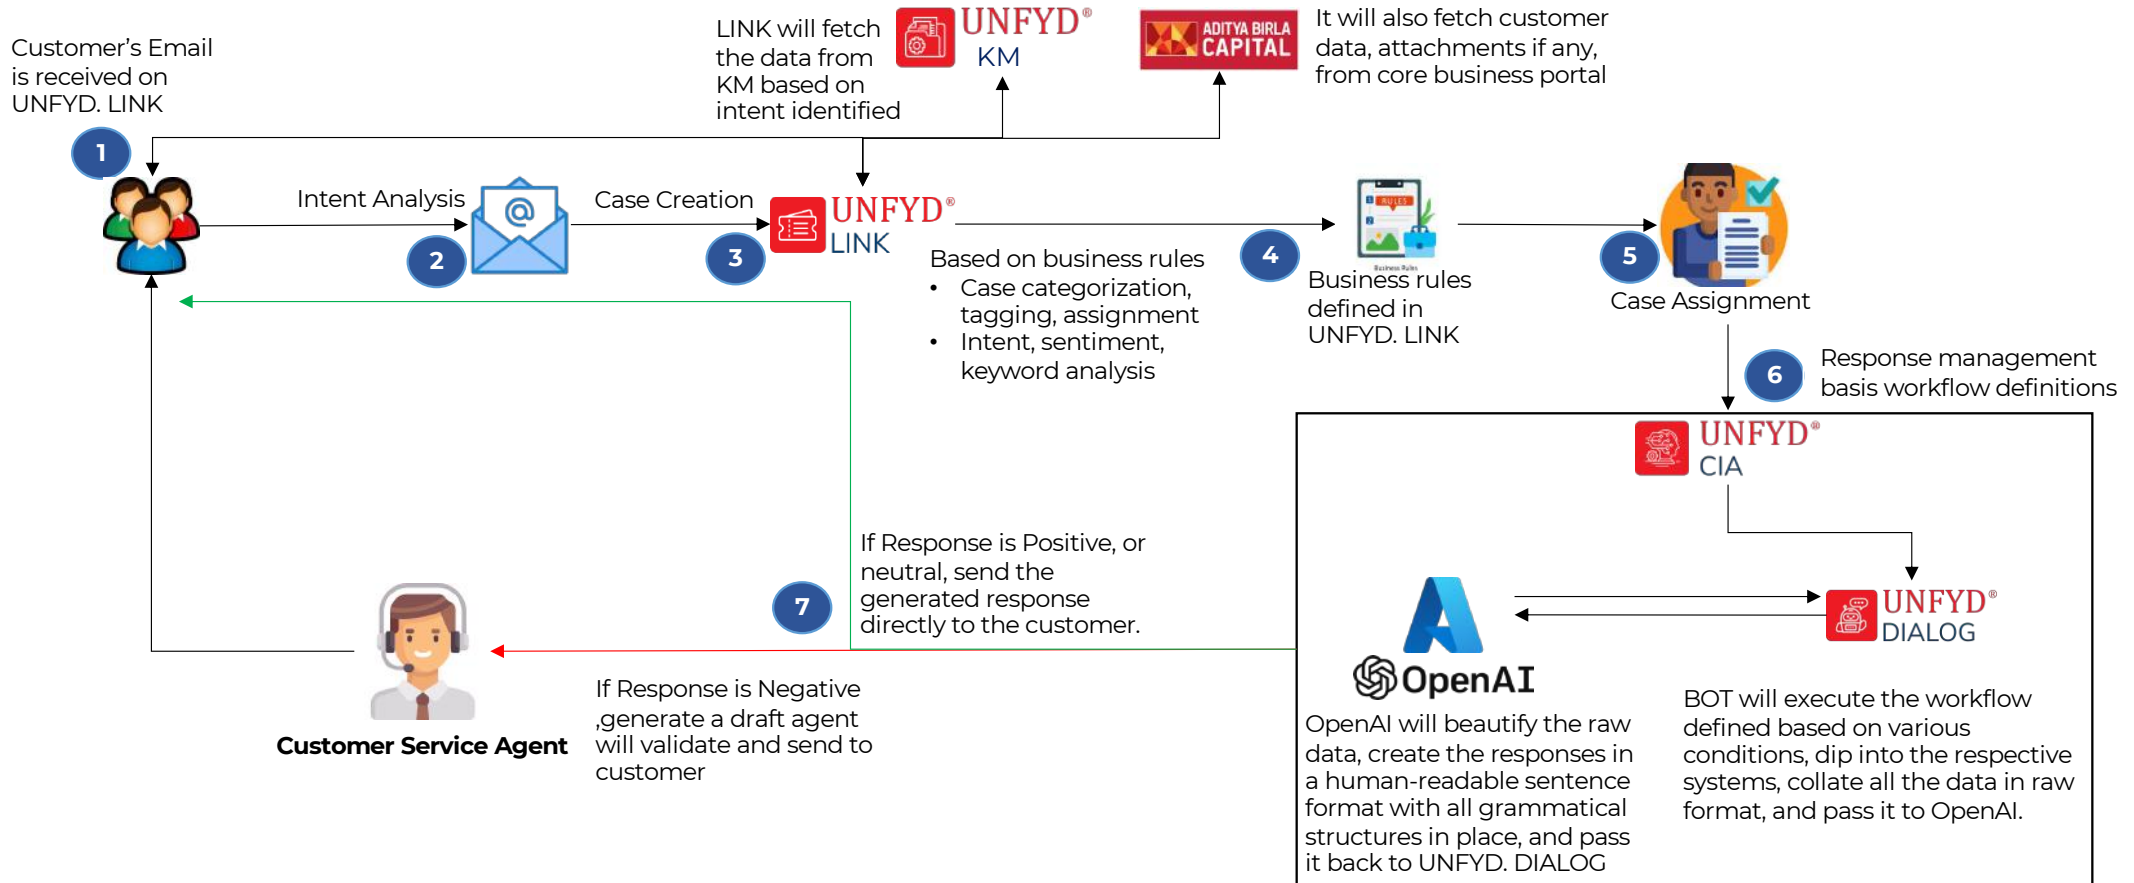 Customer's Email
is received on
UNFYD. LINK
LINK will fetch
the data from
KM based on
intent identified
UNFYD®
KM
ADITYA BIRLA
CAPITAL
It will also fetch customer
data, attachments if any,
from core business portal
1
Intent Analysis
2
@
Case Creation
3
UNFYD®
LINK
Based on business rules
• Case categorization,
tagging, assignment
• Intent, sentiment,
keyword analysis
4
RULES
1
2
Business Rules
Business rules
defined in
UNFYD. LINK
5
Case Assignment
6
Response management
basis workflow definitions
UNFYD®
CIA
UNFYD®
DIALOG
OpenAI
OpenAI will beautify the raw
data, create the responses in
a human-readable sentence
format with all grammatical
structures in place, and pass
it back to UNFYD. DIALOG
BOT will execute the workflow
defined based on various
conditions, dip into the respective
systems, collate all the data in raw
format, and pass it to OpenAI.
7
If Response is Positive, or
neutral, send the
generated response
directly to the customer.
If Response is Negative
,generate a draft agent
will validate and send to
customer
Customer Service Agent